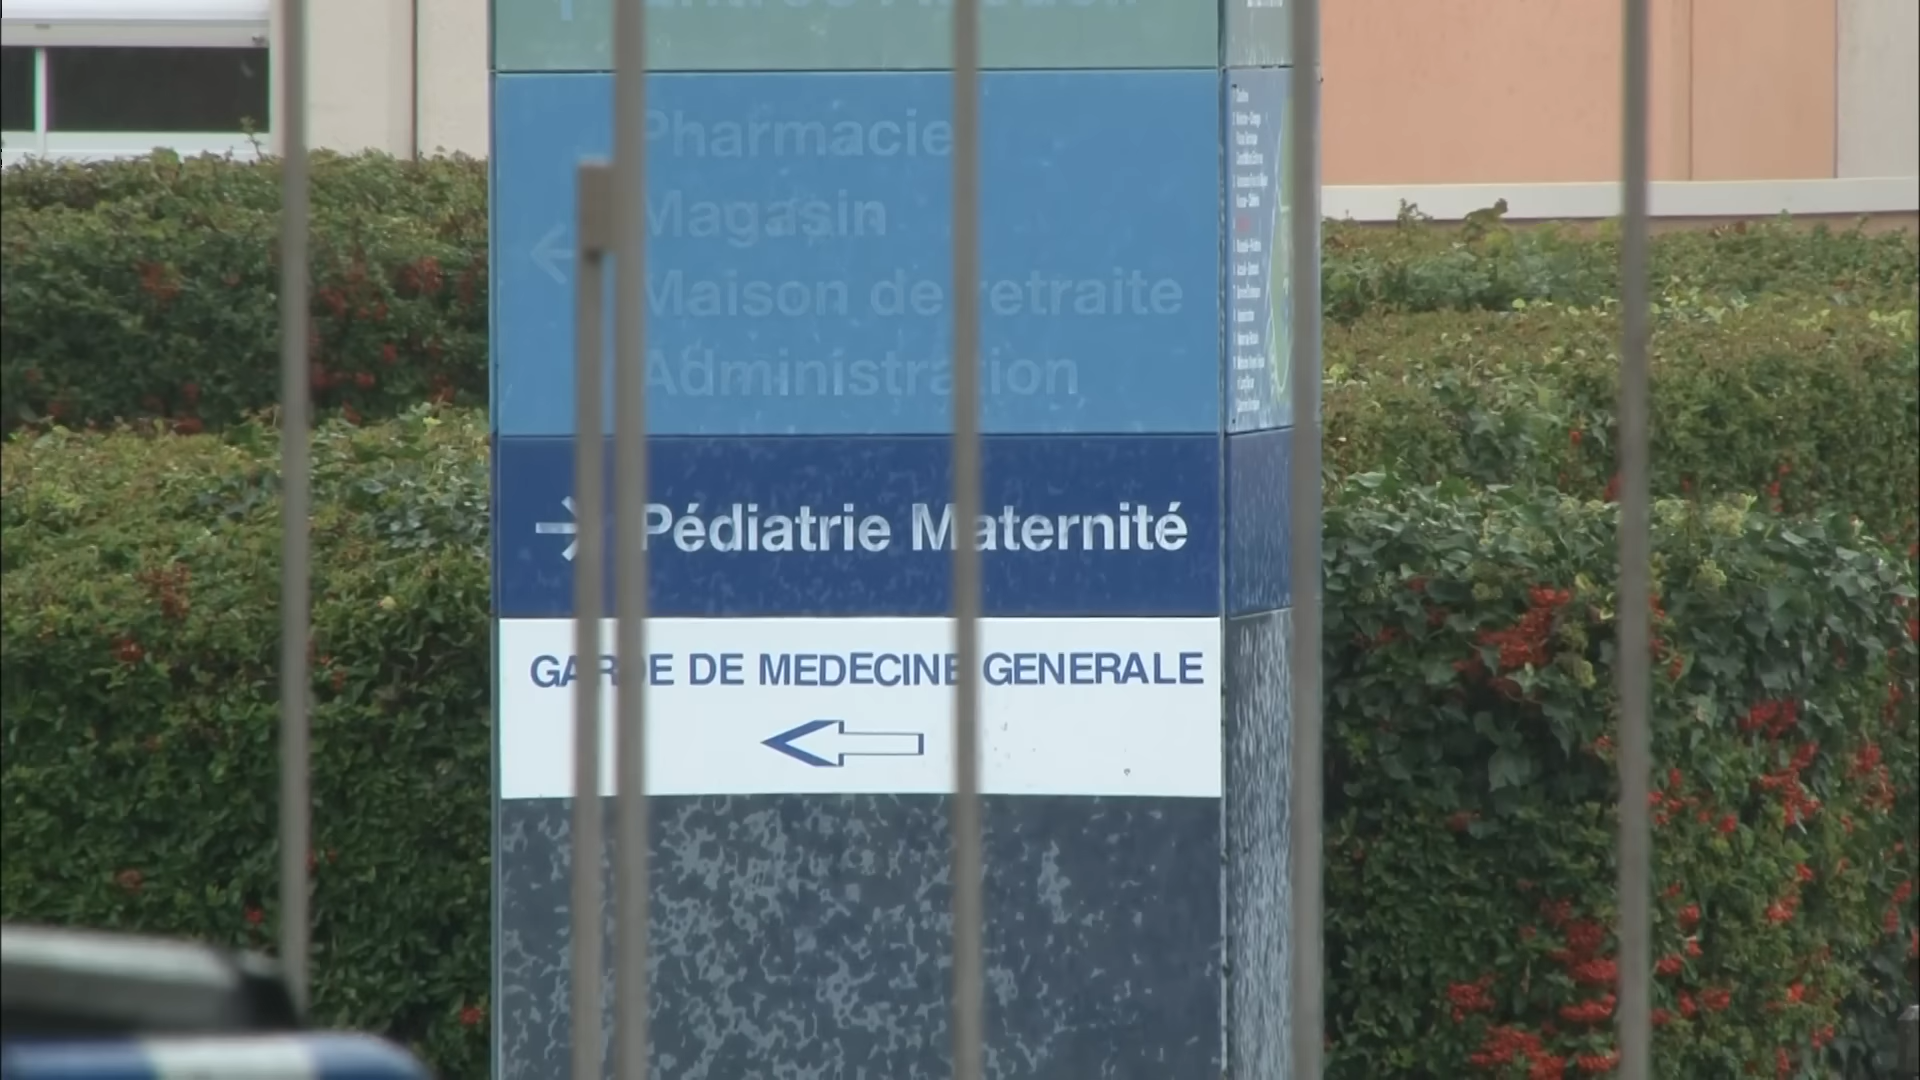 Pharmacie
Magasin
Maison de retraite
Administration
Pédiatrie Maternité
GARDE DE MEDECINE GENERALE